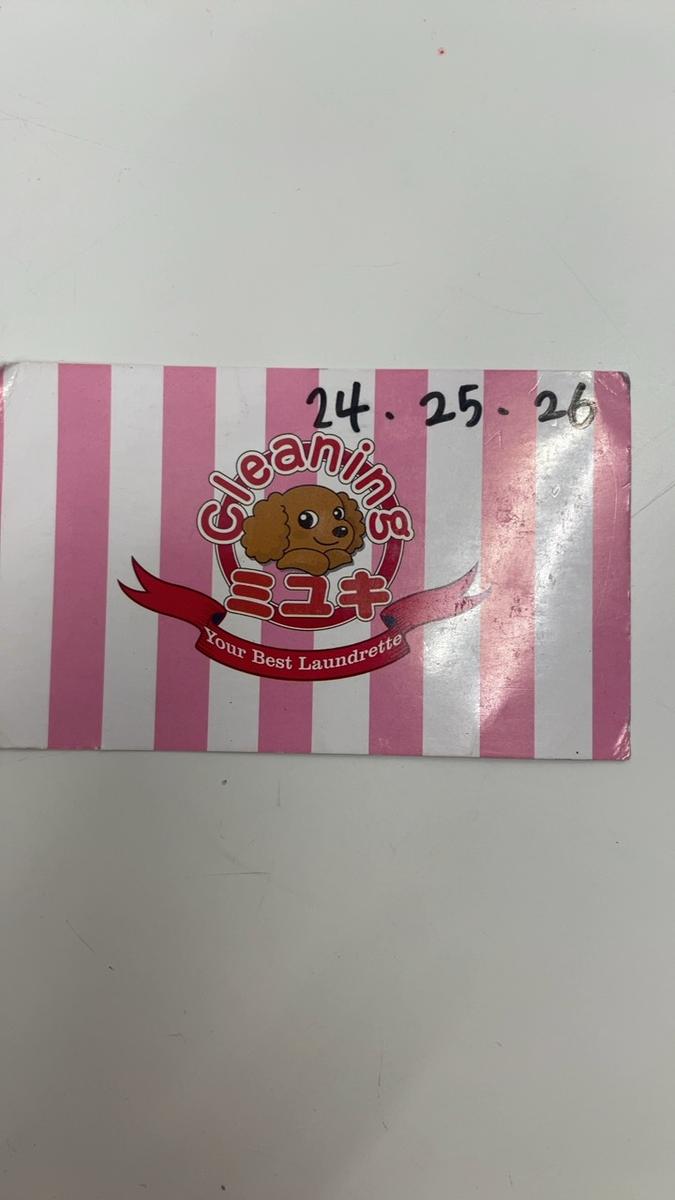 24. 25. 26
Cleaning
ミユキ
Your Best Laundrette